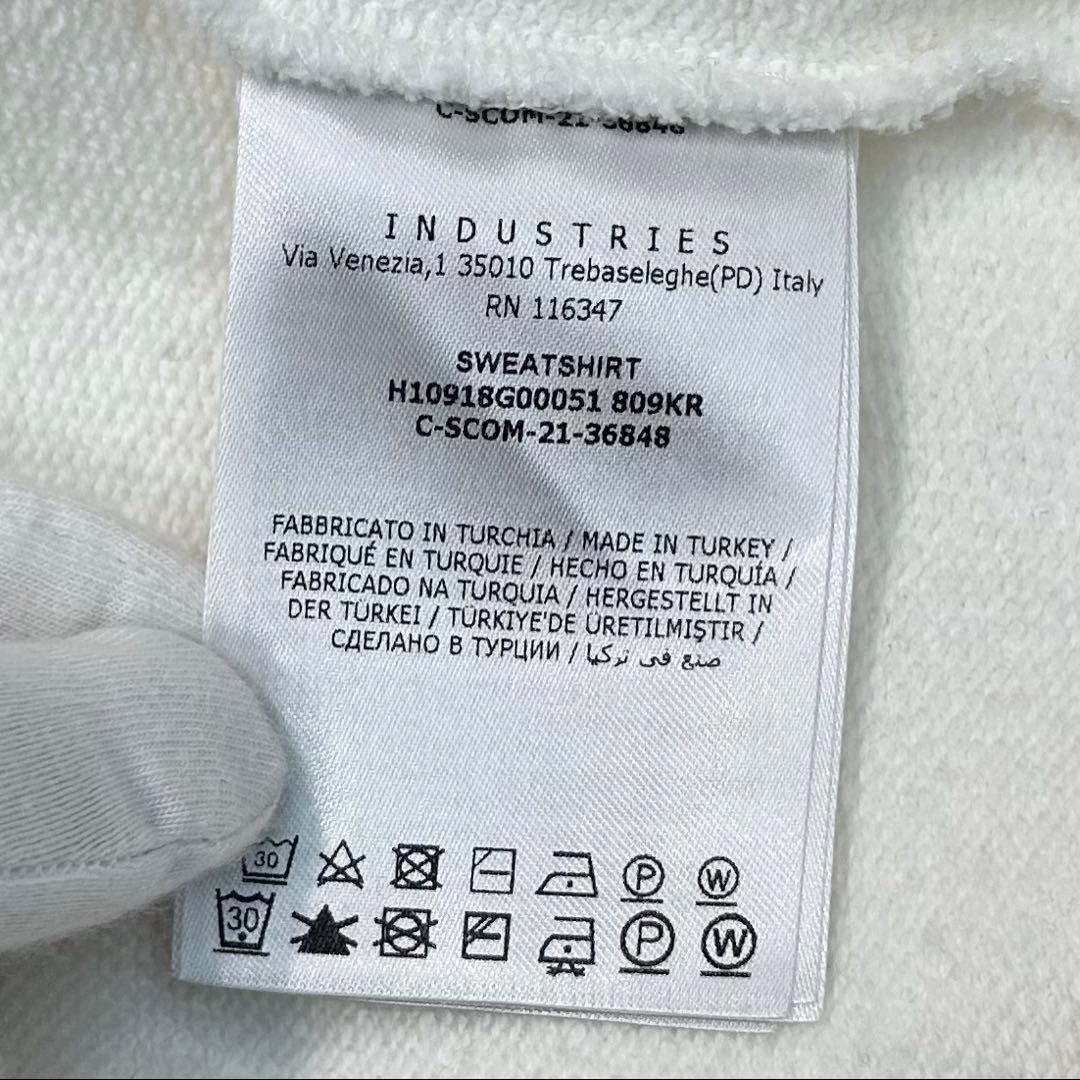 C-SCOM-21-36848
INDUSTRIES
Via Venezia,1 35010 Trebaseleghe(PD) Italy
RN 116347
SWEATSHIRT
H10918G00051 809KR
C-SCOM-21-36848
FABBRICATO IN TURCHIA / MADE IN TURKEY /
FABRIQUÉ EN TURQUIE / HECHO EN TURQUÍA /
FABRICADO NA TURQUIA / HERGESTELLT IN
DER TÜRKEI / TÜRKIYE'DE ÜRETILMIŞTIR /
СДЕЛАНО В ТУРЦИИ / صنع في تركيا
30 P W
30 P W